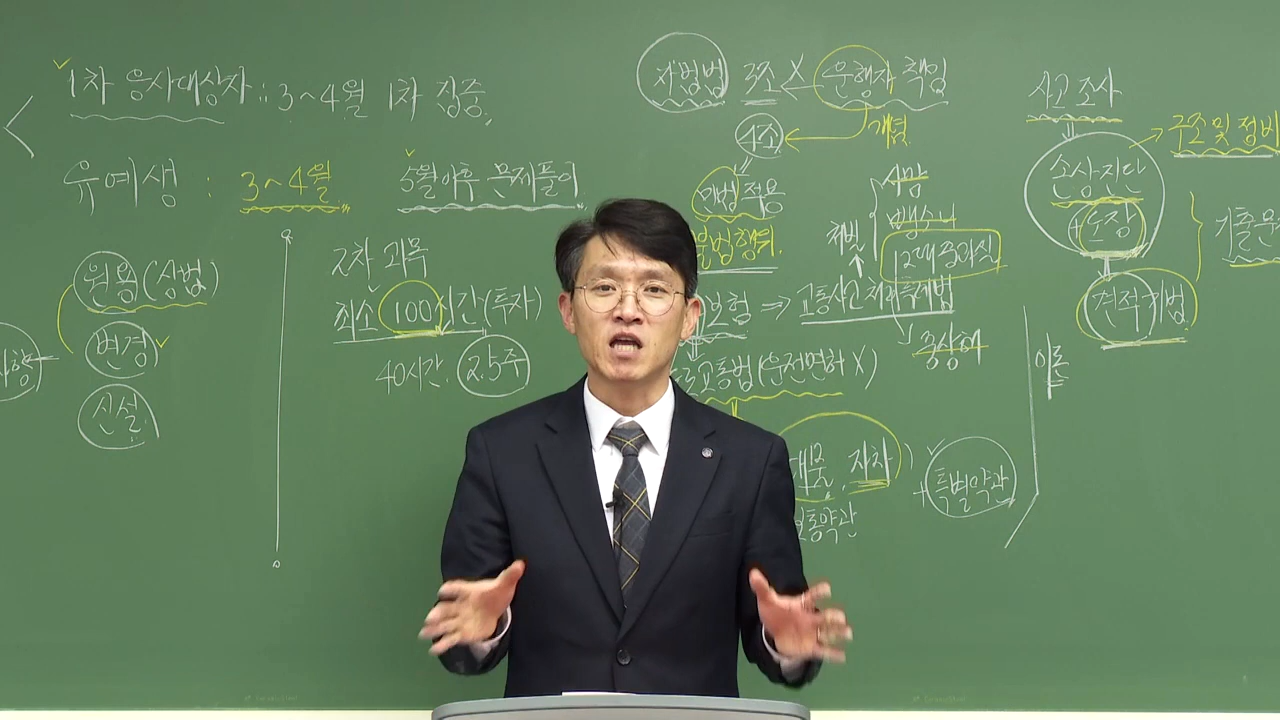 1차 응시대상자 : 3~4월 1차 집중.
유예생 : 3~4월 5월이후 문제풀이
원용(상법)
변경
신설
2차 과목
최소 100시간(투자)
40시간. 2.5주
자배법 3조 X 운행자 책임
4조 개념
민법 적용
불법행위.
보험 ⇒ 교통사고처리특례법
형벌 사망
뺑소니
12대중과실
중상해
도로교통법(운전면허 X)
대물, 자차)
보통약관 + 특별약관
사고조사
손상진단 구조 및 정비
+ 도장
견적기법
이론